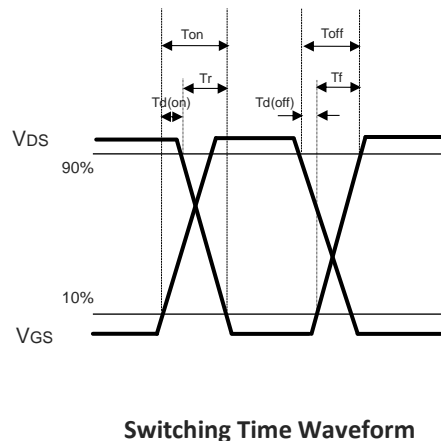 Ton
Toff
Tr
Tf
Td(on)
Td(off)
VDS
90%
10%
VGS
Switching Time Waveform